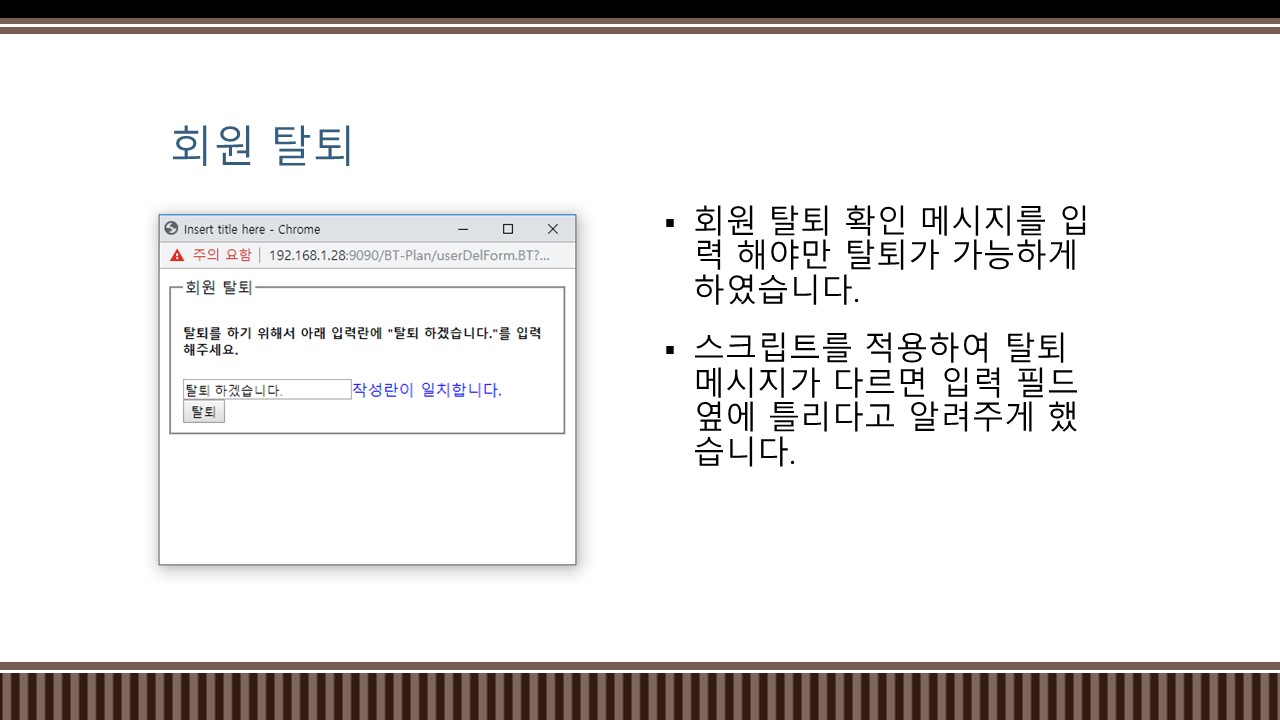 회원 탈퇴
Insert title here - Chrome
주의 요함 | 192.168.1.28:9090/BT-Plan/userDelForm.BT?...
회원 탈퇴
탈퇴를 하기 위해서 아래 입력란에 "탈퇴 하겠습니다."를 입력
해주세요.
탈퇴 하겠습니다. 작성란이 일치합니다.
탈퇴
▪ 회원 탈퇴 확인 메시지를 입
력 해야만 탈퇴가 가능하게
하였습니다.
▪ 스크립트를 적용하여 탈퇴
메시지가 다르면 입력 필드
옆에 틀리다고 알려주게 했
습니다.